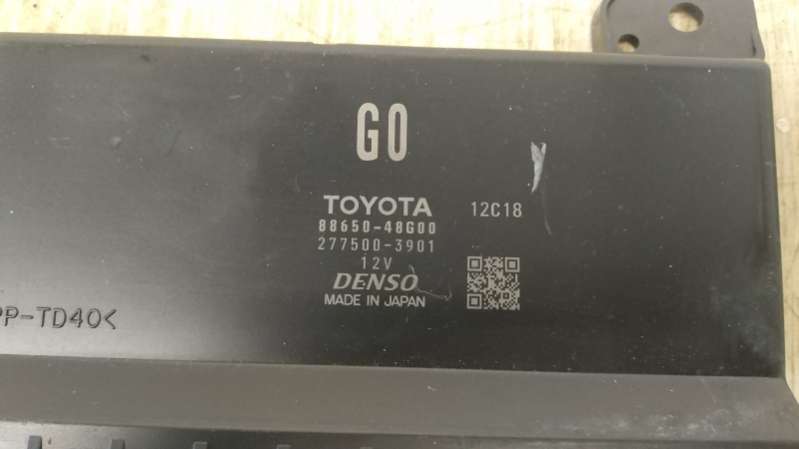 G0
TOYOTA 12C18
88650-48G00
277500-3901
12V
DENSO
MADE IN JAPAN
PP-TD40<